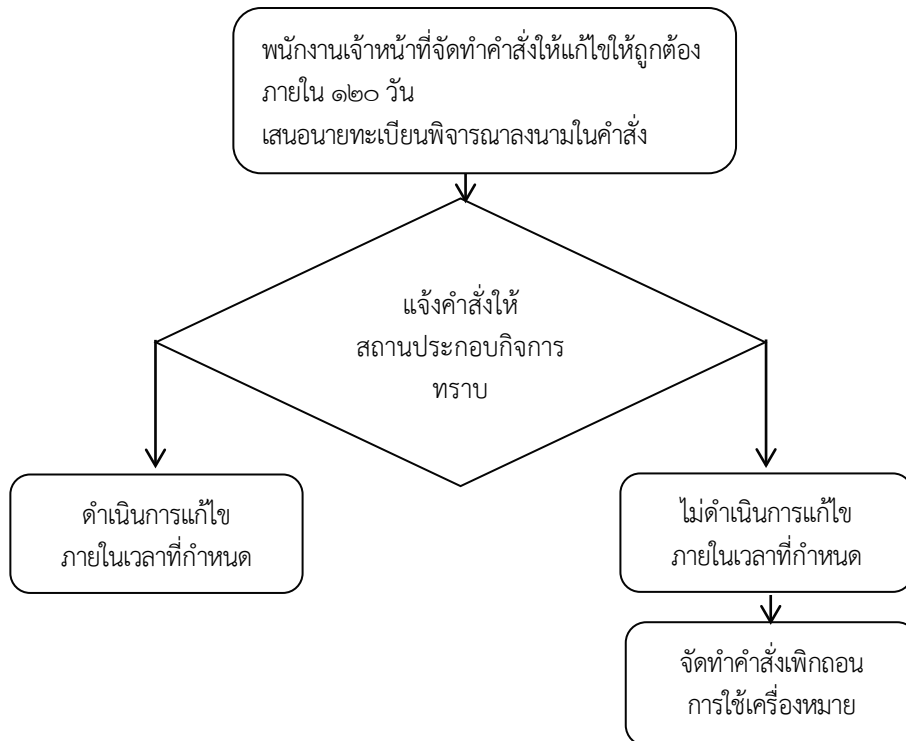 พนักงานเจ้าหน้าที่จัดทำคำสั่งให้แก้ไขให้ถูกต้อง
ภายใน ๑๒๐ วัน
เสนอนายทะเบียนพิจารณาลงนามในคำสั่ง
แจ้งคำสั่งให้
สถานประกอบกิจการ
ทราบ
ดำเนินการแก้ไข
ภายในเวลาที่กำหนด
ไม่ดำเนินการแก้ไข
ภายในเวลาที่กำหนด
จัดทำคำสั่งเพิกถอน
การใช้เครื่องหมาย